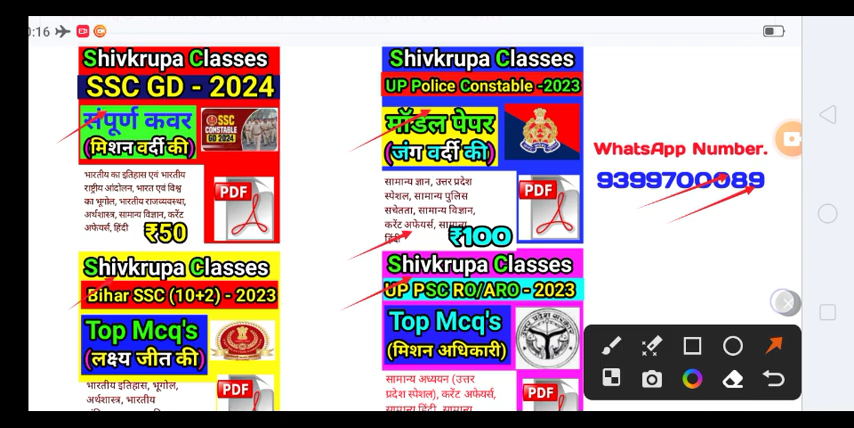 :16
Shivkrupa Classes
SSC GD - 2024
संपूर्ण कवर
(मिशन वर्दी की)
SSC
CONSTABLE
GD 2024
भारतीय का इतिहास एवं भारतीय
राष्ट्रीय आंदोलन, भारत एवं विश्व
का भूगोल, भारतीय राजव्यवस्था,
अर्थशास्त्र, सामान्य विज्ञान, करेंट
अफेयर्स, हिंदी
₹50
PDF
Shivkrupa Classes
UP Police Constable -2023
मॉडल पेपर
(जंग वर्दी की)
सामान्य ज्ञान, उत्तर प्रदेश
स्पेशल, सामान्य पुलिस
सचेतता, सामान्य विज्ञान,
करेंट अफेयर्स, सामान्य
हिंदी
₹100
PDF
WhatsApp Number.
9399700089
Shivkrupa Classes
Bihar SSC (10+2) - 2023
Top Mcq's
(लक्ष्य जीत की)
भारतीय इतिहास, भूगोल,
अर्थशास्त्र, भारतीय
PDF
Shivkrupa Classes
UP PSC RO/ARO - 2023
Top Mcq's
(मिशन अधिकारी)
सामान्य अध्ययन (उत्तर
प्रदेश स्पेशल), करेंट अफेयर्स,
सामान्य हिंदी, सामान्य
PDF